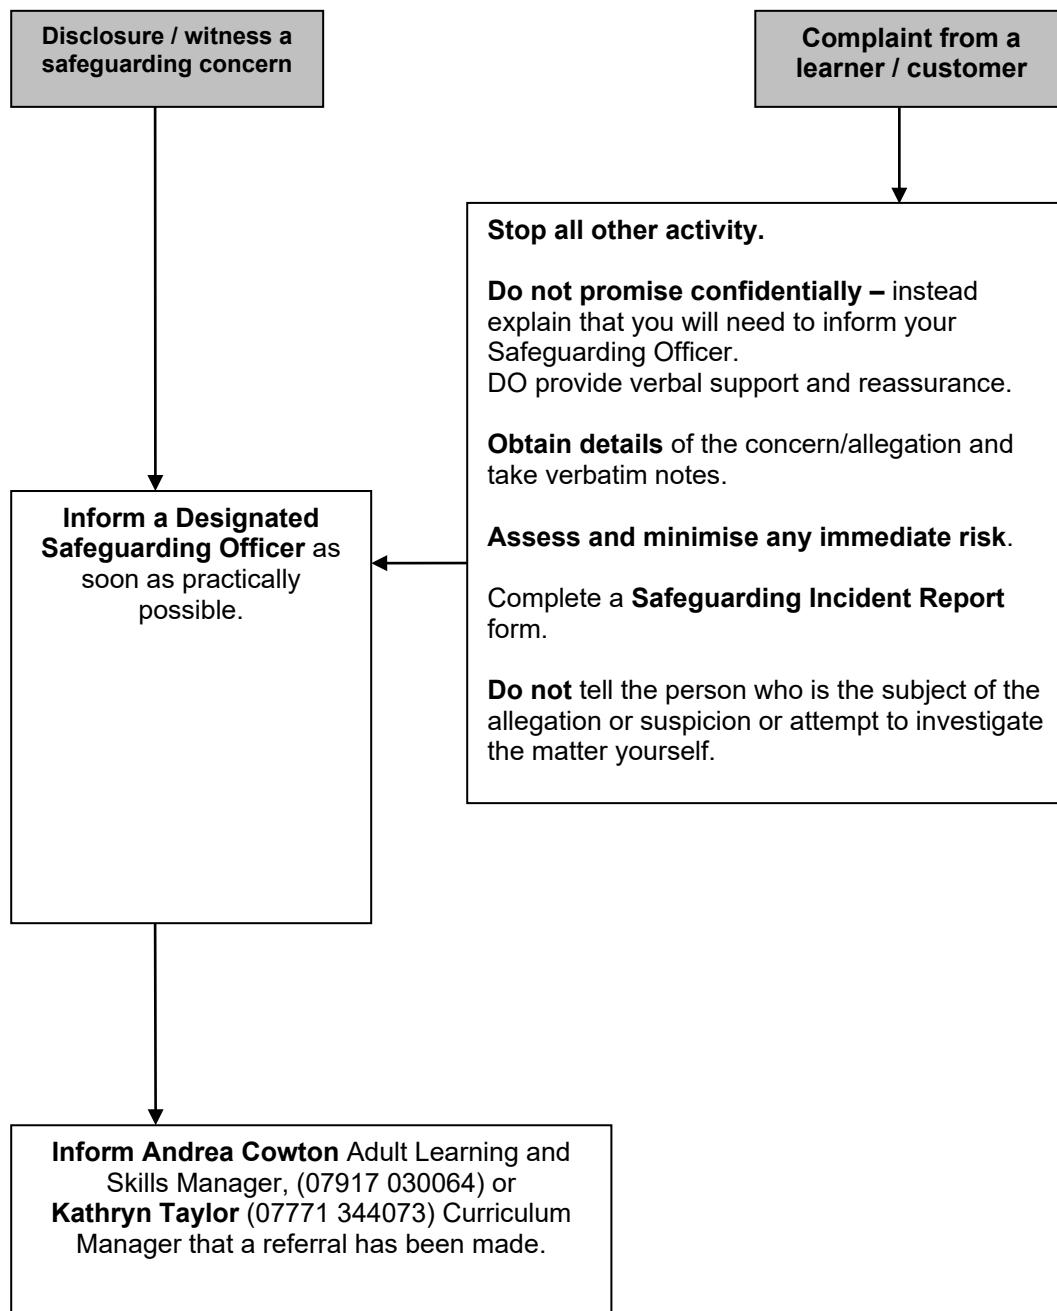 Disclosure / witness a
safeguarding concern
Complaint from a
learner / customer
Stop all other activity.
Do not promise confidentially – instead
explain that you will need to inform your
Safeguarding Officer.
DO provide verbal support and reassurance.
Obtain details of the concern/allegation and
take verbatim notes.
Assess and minimise any immediate risk.
Complete a Safeguarding Incident Report
form.
Do not tell the person who is the subject of the
allegation or suspicion or attempt to investigate
the matter yourself.
Inform a Designated
Safeguarding Officer as
soon as practically
possible.
Inform Andrea Cowton Adult Learning and
Skills Manager, (07917 030064) or
Kathryn Taylor (07771 344073) Curriculum
Manager that a referral has been made.